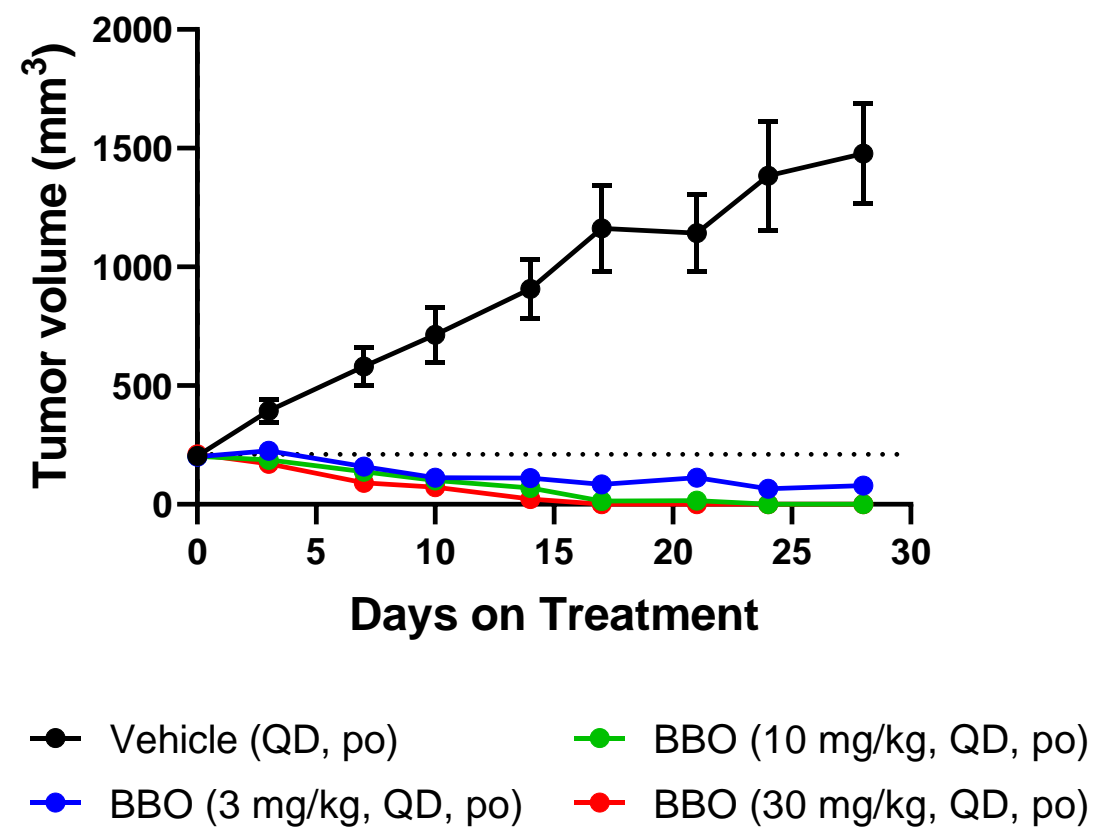 2000
1500
1000
500
0
Tumor volume (mm³)
0 5 10 15 20 25 30
Days on Treatment
Vehicle (QD, po)
BBO (3 mg/kg, QD, po)
BBO (10 mg/kg, QD, po)
BBO (30 mg/kg, QD, po)